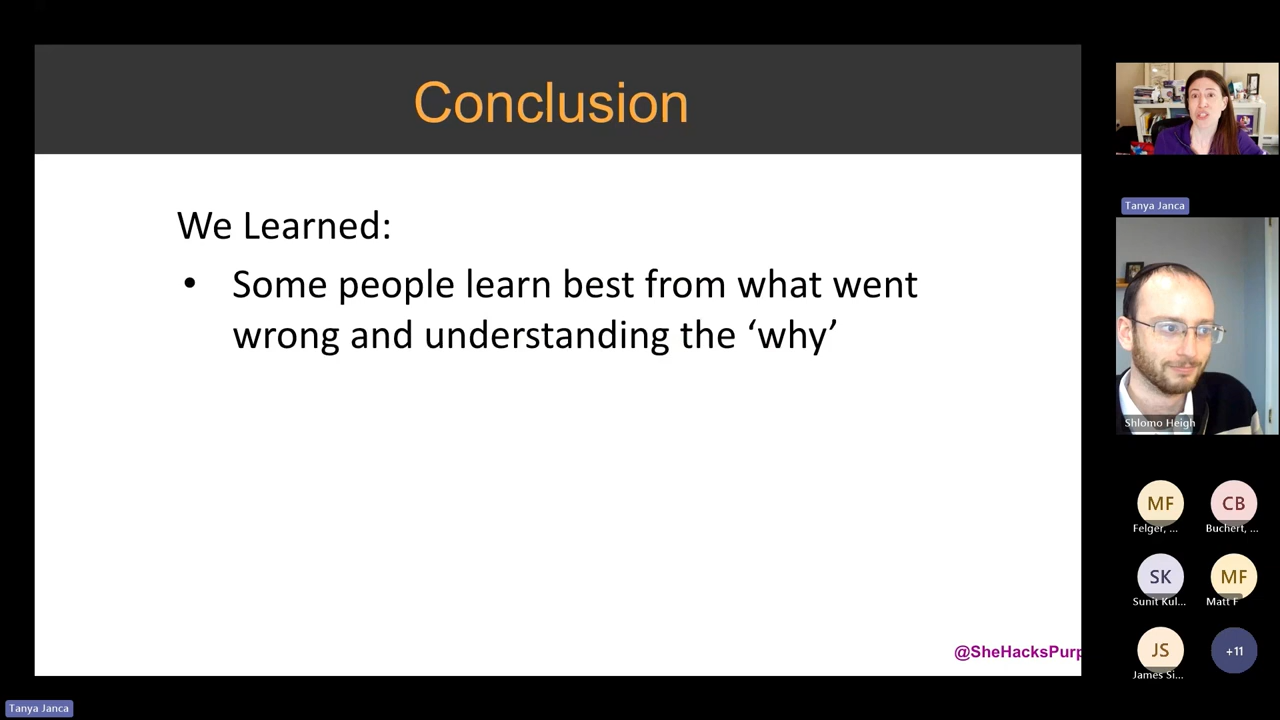 Conclusion
We Learned:
• Some people learn best from what went
wrong and understanding the ‘why’
@SheHacksPurp
Tanya Janca
Shlomo Heigh
MF
CB
Felger, ...
Buchert, ...
SK
MF
Sunit Kul...
Matt F
JS
+11
James Si...
Tanya Janca